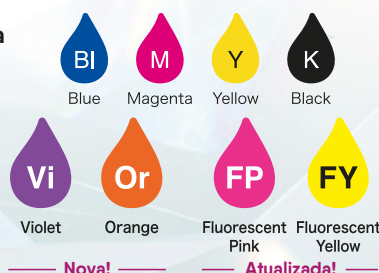 a
Bl M Y K
Blue Magenta Yellow Black
Vi Or FP FY
Violet Orange Fluorescent Fluorescent
Pink Yellow
Nova! Atualizada!